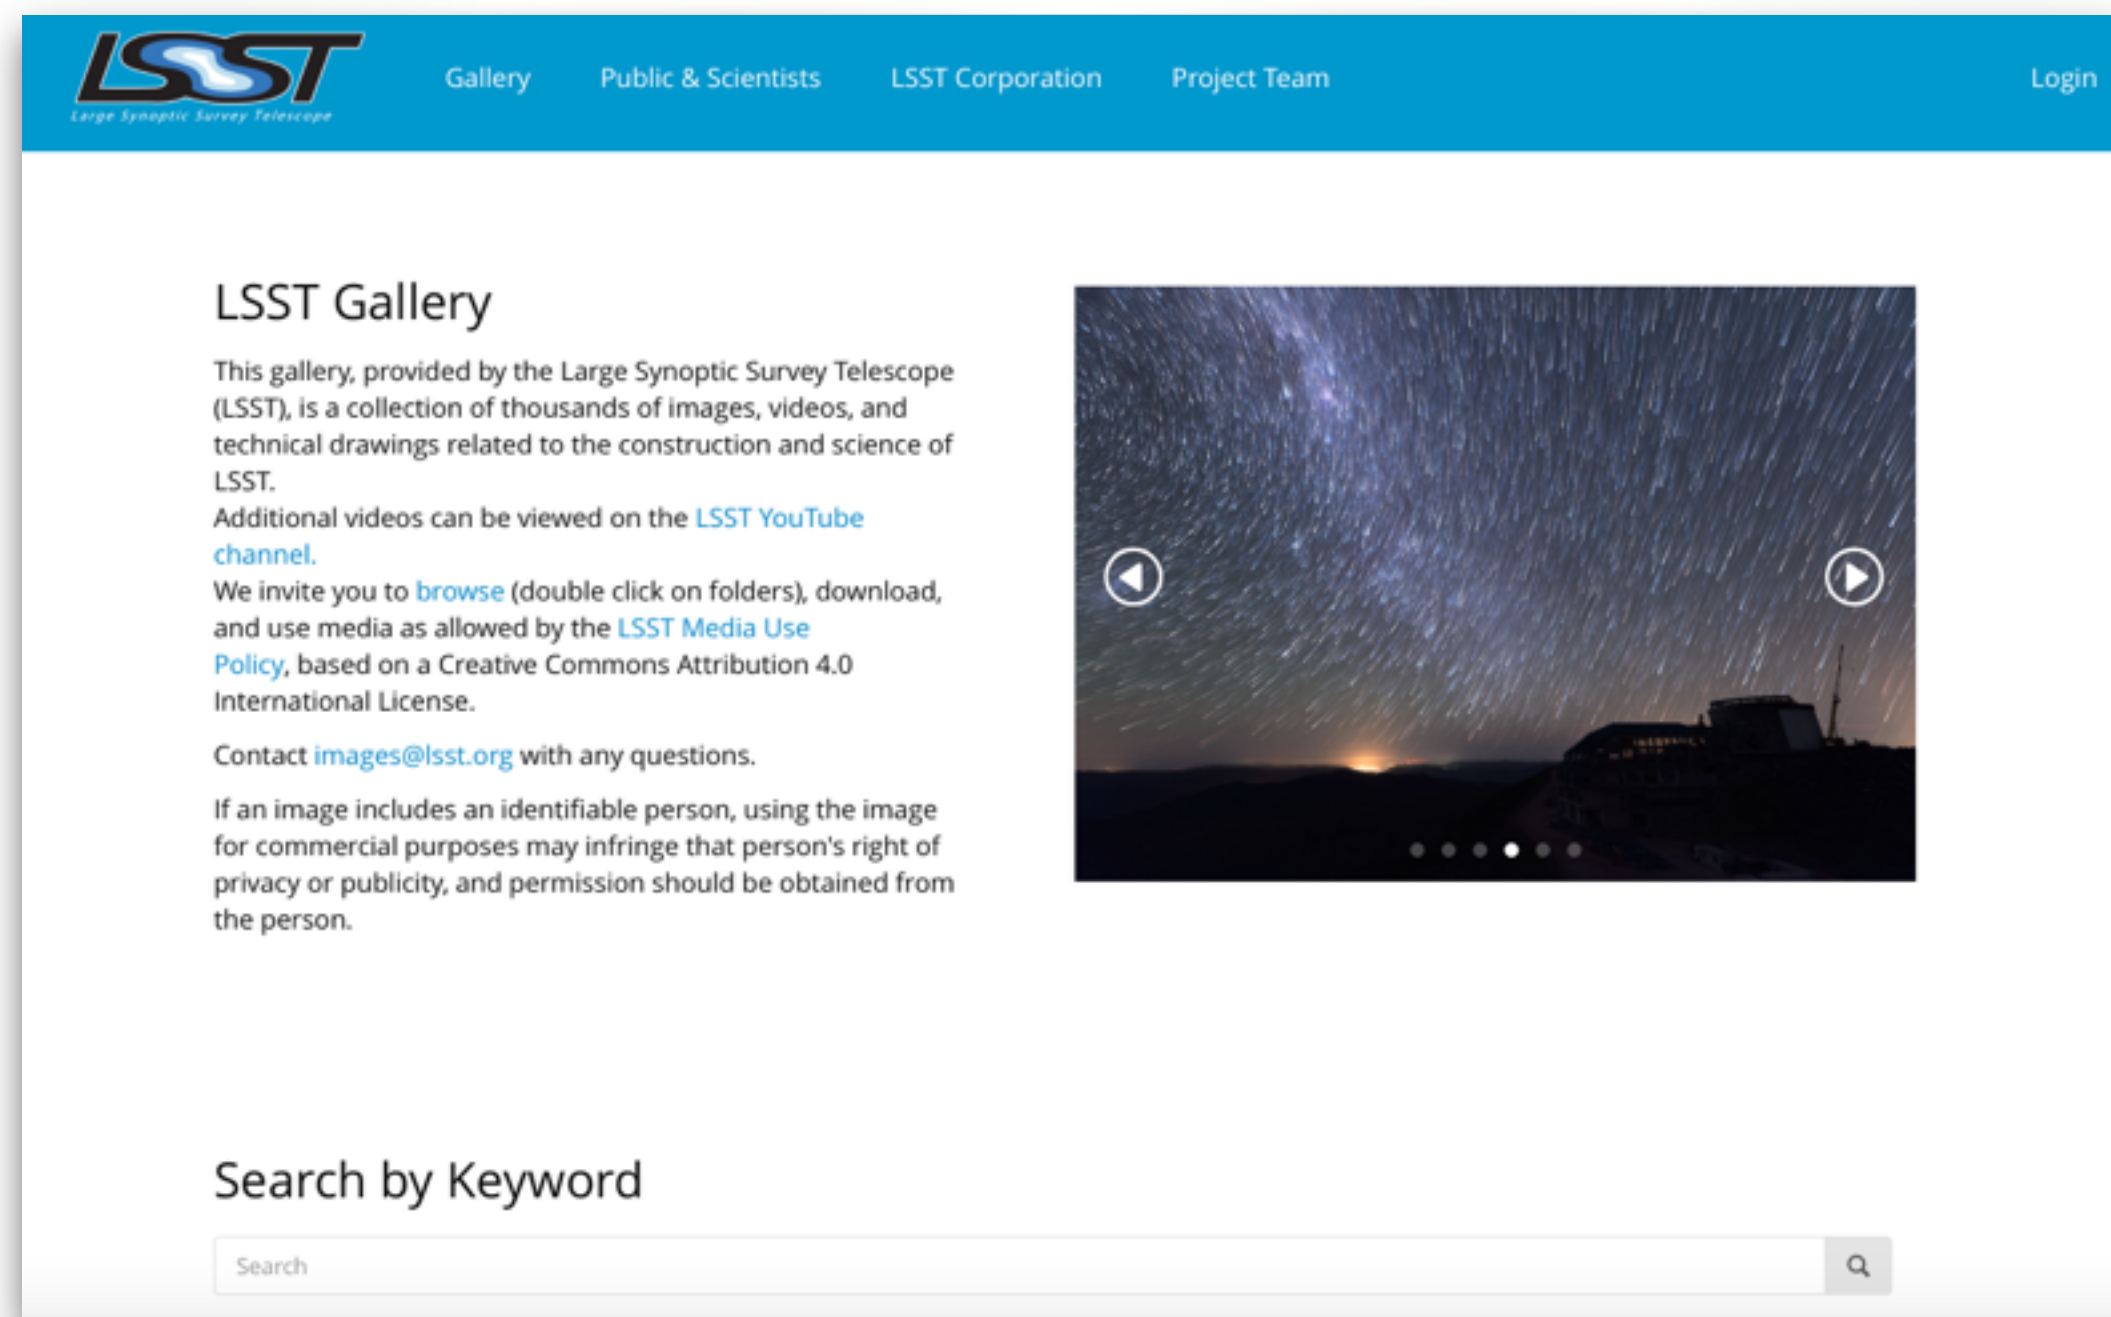 LSST
Large Synoptic Survey Telescope
Gallery
Public & Scientists
LSST Corporation
Project Team
Login
LSST Gallery
This gallery, provided by the Large Synoptic Survey Telescope
(LSST), is a collection of thousands of images, videos, and
technical drawings related to the construction and science of
LSST.
Additional videos can be viewed on the LSST YouTube
channel.
We invite you to browse (double click on folders), download,
and use media as allowed by the LSST Media Use
Policy, based on a Creative Commons Attribution 4.0
International License.
Contact images@lsst.org with any questions.
If an image includes an identifiable person, using the image
for commercial purposes may infringe that person's right of
privacy or publicity, and permission should be obtained from
the person.
Search by Keyword
Search